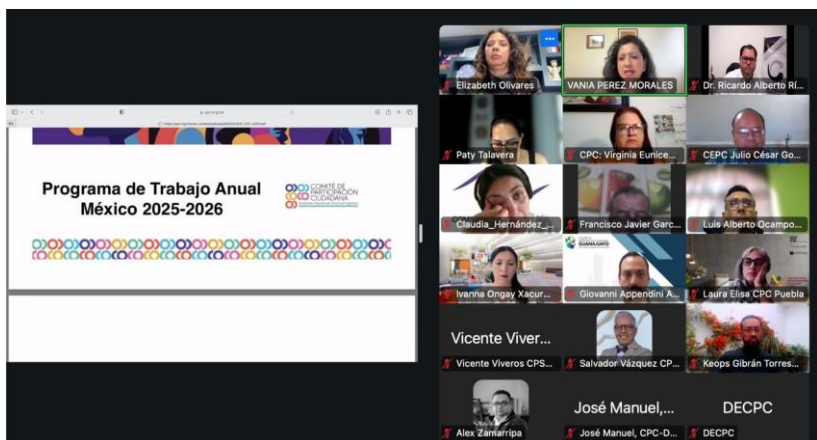 Programa de Trabajo Anual
México 2025-2026
COMITÉ DE
PARTICIPACIÓN
CIUDADANA
Elizabeth Olivares
VANIA PEREZ MORALES
Dr. Ricardo Alberto Rí...
Paty Talavera
CPC: Virginia Eunice...
CEPC Julio César Go...
Claudia_Hernández_...
Francisco Javier Garc...
Luis Alberto Ocampo...
GUANAJUATO
Ivanna Ongay Xacur...
Giovanni Appendini A...
Laura Elisa CPC Puebla
Vicente Viver...
Vicente Viveros CPS...
Salvador Vázquez CP...
Keops Gibrán Torres...
Alex Zamarripa
José Manuel,...
José Manuel, CPC-D...
DECPC
DECPC